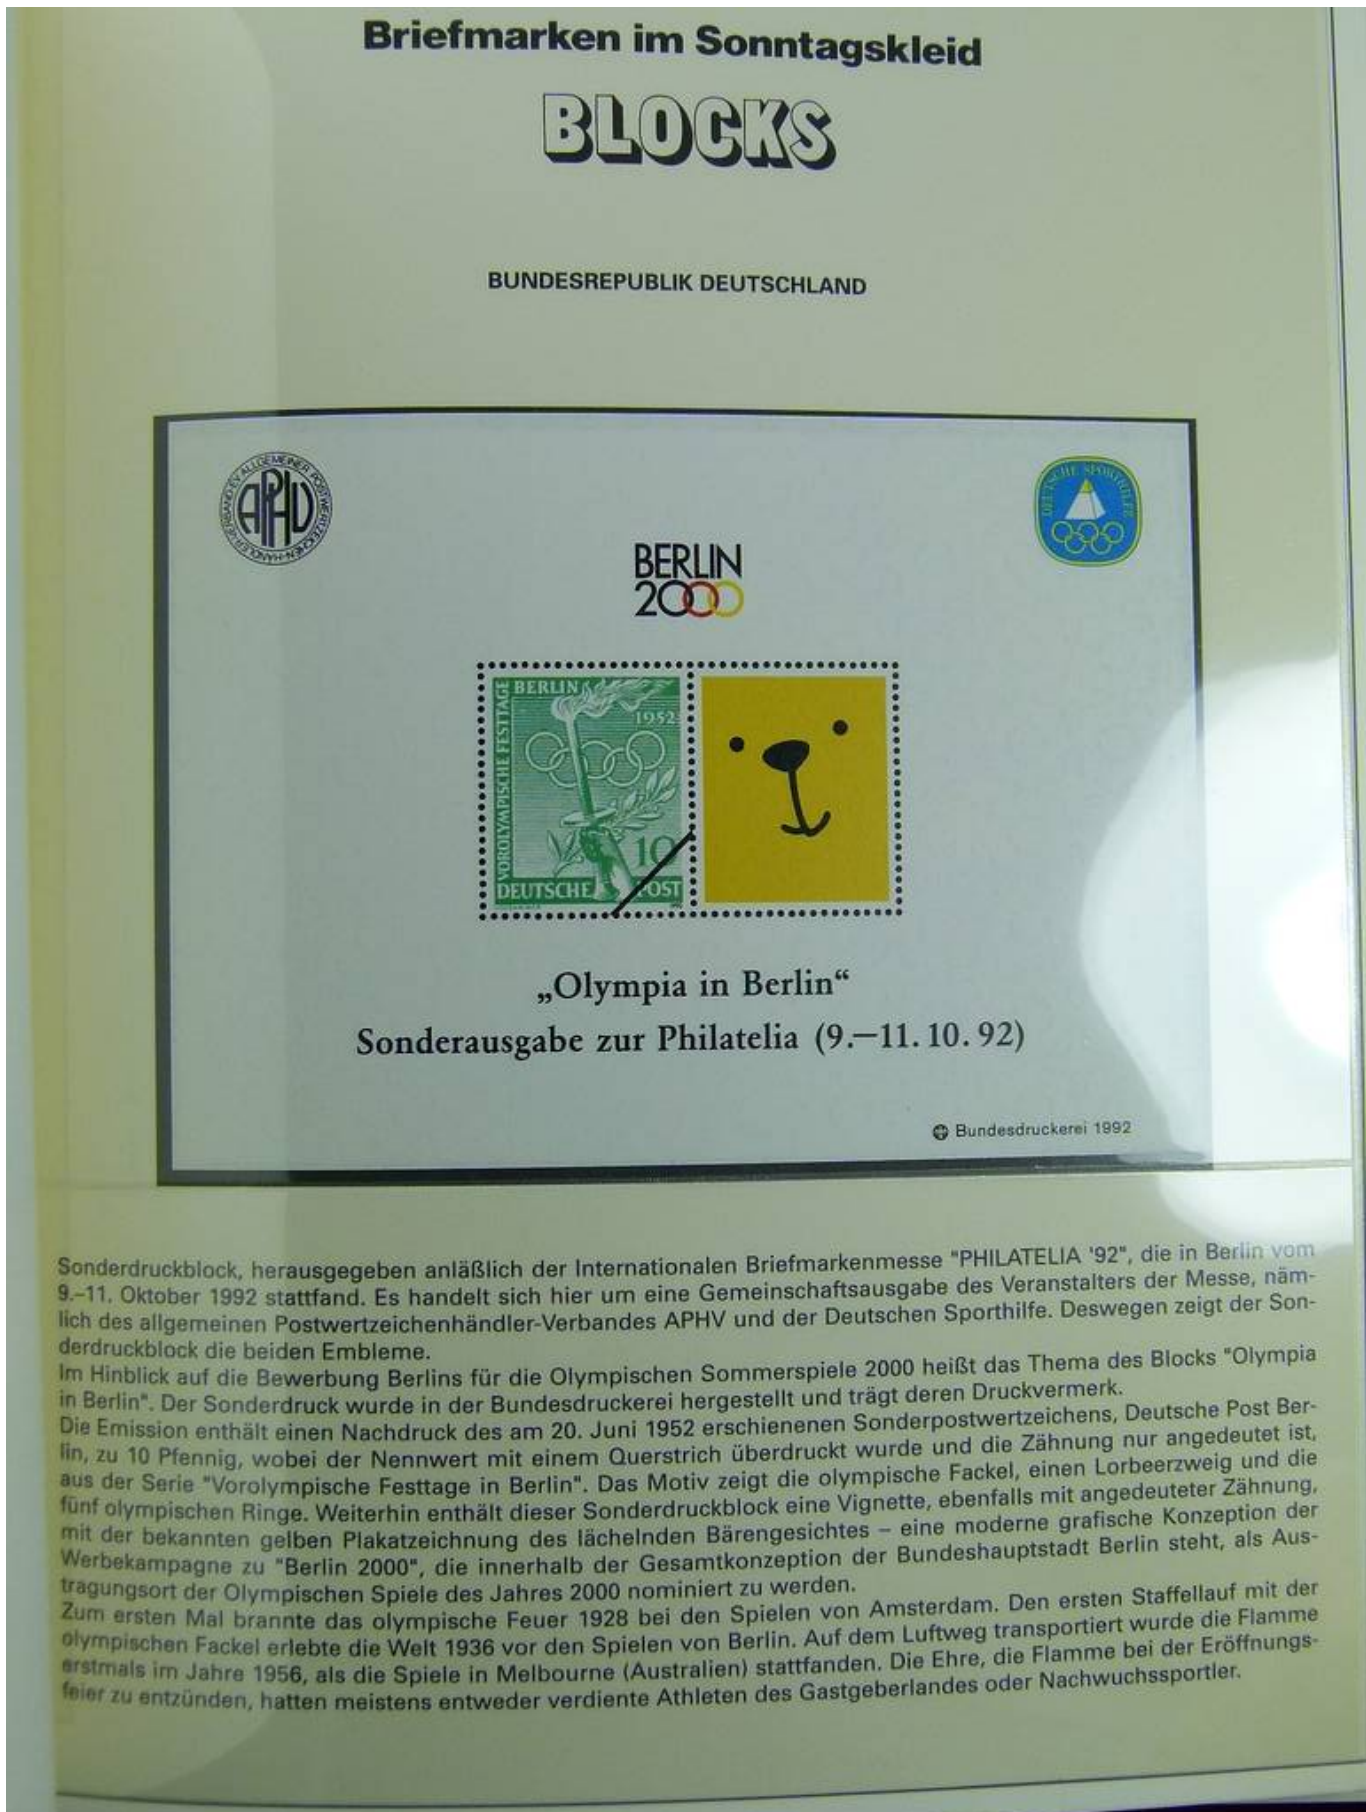 Briefmarken im Sonntagskleid
BLOCKS
BUNDESREPUBLIK DEUTSCHLAND
APHV
ALLGEMEINER POSTWERTZEICHEN-HÄNDLER-VERBAND EV
DEUTSCHE SPORTHILFE
BERLIN
2000
BERLIN
1952
VOROLYMPISCHE FESTTAGE
10
DEUTSCHE POST
„Olympia in Berlin“
Sonderausgabe zur Philatelia (9.–11. 10. 92)
Bundesdruckerei 1992
Sonderdruckblock, herausgegeben anläßlich der Internationalen Briefmarkenmesse "PHILATELIA '92", die in Berlin vom
9.–11. Oktober 1992 stattfand. Es handelt sich hier um eine Gemeinschaftsausgabe des Veranstalters der Messe, näm-
lich des allgemeinen Postwertzeichenhändler-Verbandes APHV und der Deutschen Sporthilfe. Deswegen zeigt der Son-
derdruckblock die beiden Embleme.
Im Hinblick auf die Bewerbung Berlins für die Olympischen Sommerspiele 2000 heißt das Thema des Blocks "Olympia
in Berlin". Der Sonderdruck wurde in der Bundesdruckerei hergestellt und trägt deren Druckvermerk.
Die Emission enthält einen Nachdruck des am 20. Juni 1952 erschienenen Sonderpostwertzeichens, Deutsche Post Ber-
lin, zu 10 Pfennig, wobei der Nennwert mit einem Querstrich überdruckt wurde und die Zähnung nur angedeutet ist,
aus der Serie "Vorolympische Festtage in Berlin". Das Motiv zeigt die olympische Fackel, einen Lorbeerzweig und die
fünf olympischen Ringe. Weiterhin enthält dieser Sonderdruckblock eine Vignette, ebenfalls mit angedeuteter Zähnung,
mit der bekannten gelben Plakatzeichnung des lächelnden Bärengesichtes – eine moderne grafische Konzeption der
Werbekampagne zu "Berlin 2000", die innerhalb der Gesamtkonzeption der Bundeshauptstadt Berlin steht, als Aus-
tragungsort der Olympischen Spiele des Jahres 2000 nominiert zu werden.
Zum ersten Mal brannte das olympische Feuer 1928 bei den Spielen von Amsterdam. Den ersten Staffellauf mit der
olympischen Fackel erlebte die Welt 1936 vor den Spielen von Berlin. Auf dem Luftweg transportiert wurde die Flamme
erstmals im Jahre 1956, als die Spiele in Melbourne (Australien) stattfanden. Die Ehre, die Flamme bei der Eröffnungs-
feier zu entzünden, hatten meistens entweder verdiente Athleten des Gastgeberlandes oder Nachwuchssportler.